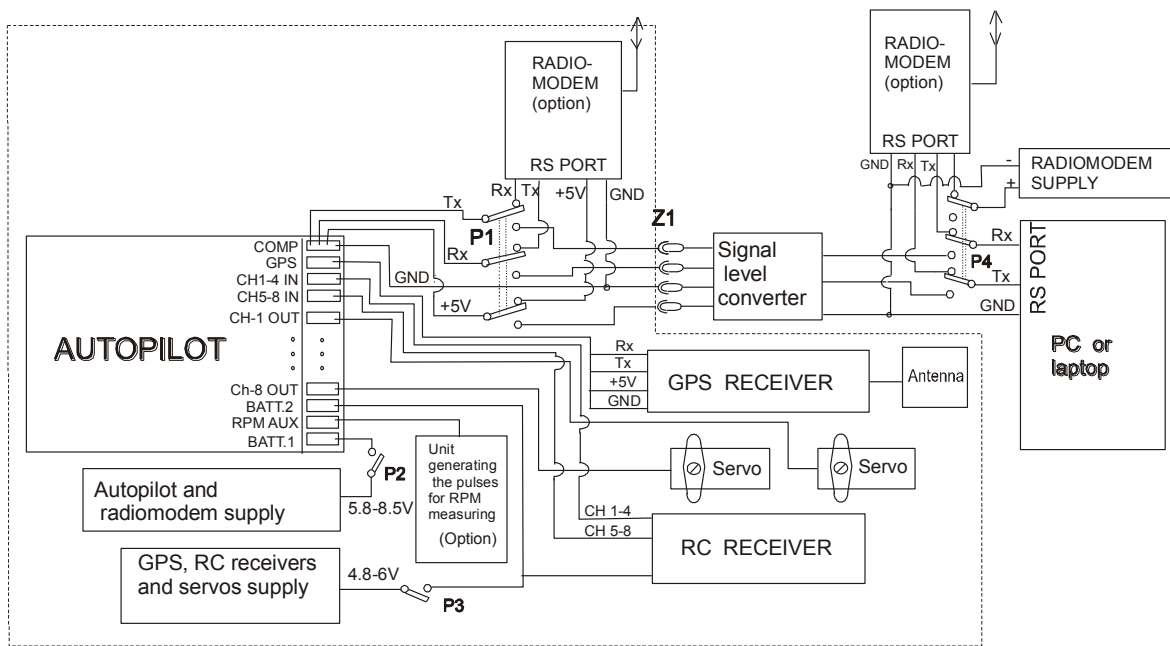 RADIO-
MODEM
(option)
RS PORT
Rx
Tx
+5V
GND
RADIO-
MODEM
(option)
RS PORT
GND
Rx
Tx
-
+
RADIOMODEM
SUPPLY
Tx
P1
Rx
GND
+5V
Z1
Signal
level
converter
Rx
P4
Tx
GND
RS PORT
PC or
laptop
AUTOPILOT
COMP
GPS
CH1-4 IN
CH5-8 IN
CH-1 OUT
Ch-8 OUT
BATT.2
RPM AUX
BATT.1
Rx
Tx
+5V
GND
GPS RECEIVER
Antenna
Servo
Servo
P2
Autopilot and
radiomodem supply
5.8-8.5V
Unit
generating
the pulses
for RPM
measuring
(Option)
CH 1-4
CH 5-8
RC RECEIVER
GPS, RC receivers
and servos supply
4.8-6V
P3